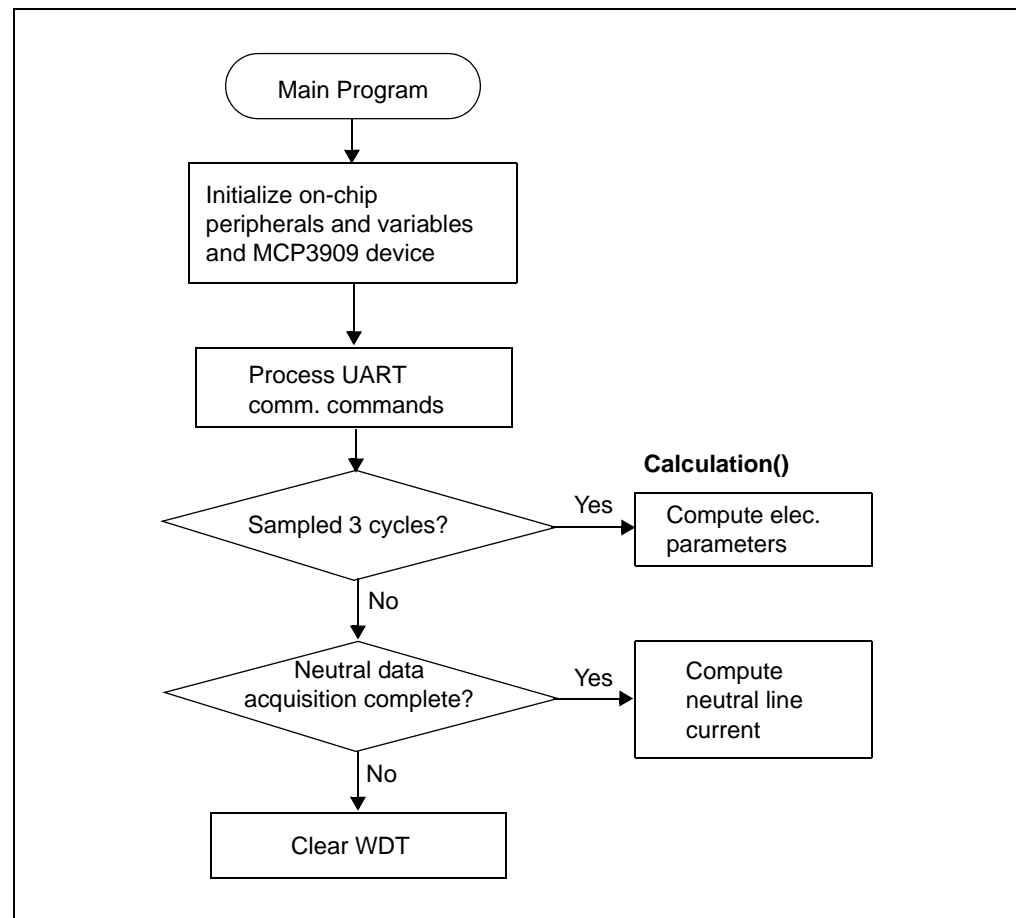 Main Program
Initialize on-chip
peripherals and variables
and MCP3909 device
Process UART
comm. commands
Calculation()
Sampled 3 cycles?
Yes
Compute elec.
parameters
No
Neutral data
acquisition complete?
Yes
Compute
neutral line
current
No
Clear WDT